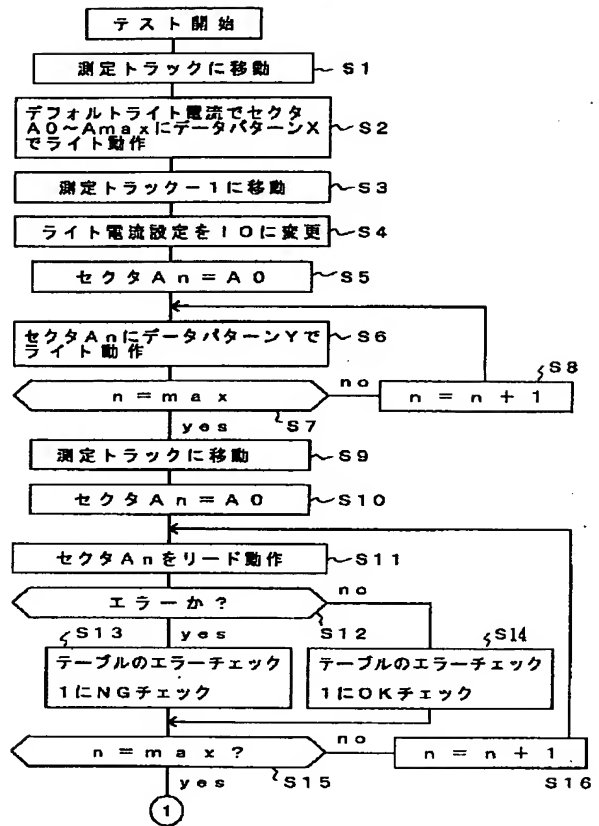 テスト開始
測定トラックに移動 S1
デフォルトライト電流でセクタ
A0~AmaxにデータパターンX
でライト動作
S2
測定トラック-1に移動 S3
ライト電流設定をI0に変更 S4
セクタAn=A0 S5
セクタAnにデータパターンYで
ライト動作
S6
n=max
no
S8
n=n+1
yes
S7
測定トラックに移動 S9
セクタAn=A0 S10
セクタAnをリード動作 S11
エラーか?
no
S13
yes
S12
S14
テーブルのエラーチェック
1にNGチェック
テーブルのエラーチェック
1にOKチェック
n=max?
no
n=n+1
yes
S15
S16
1